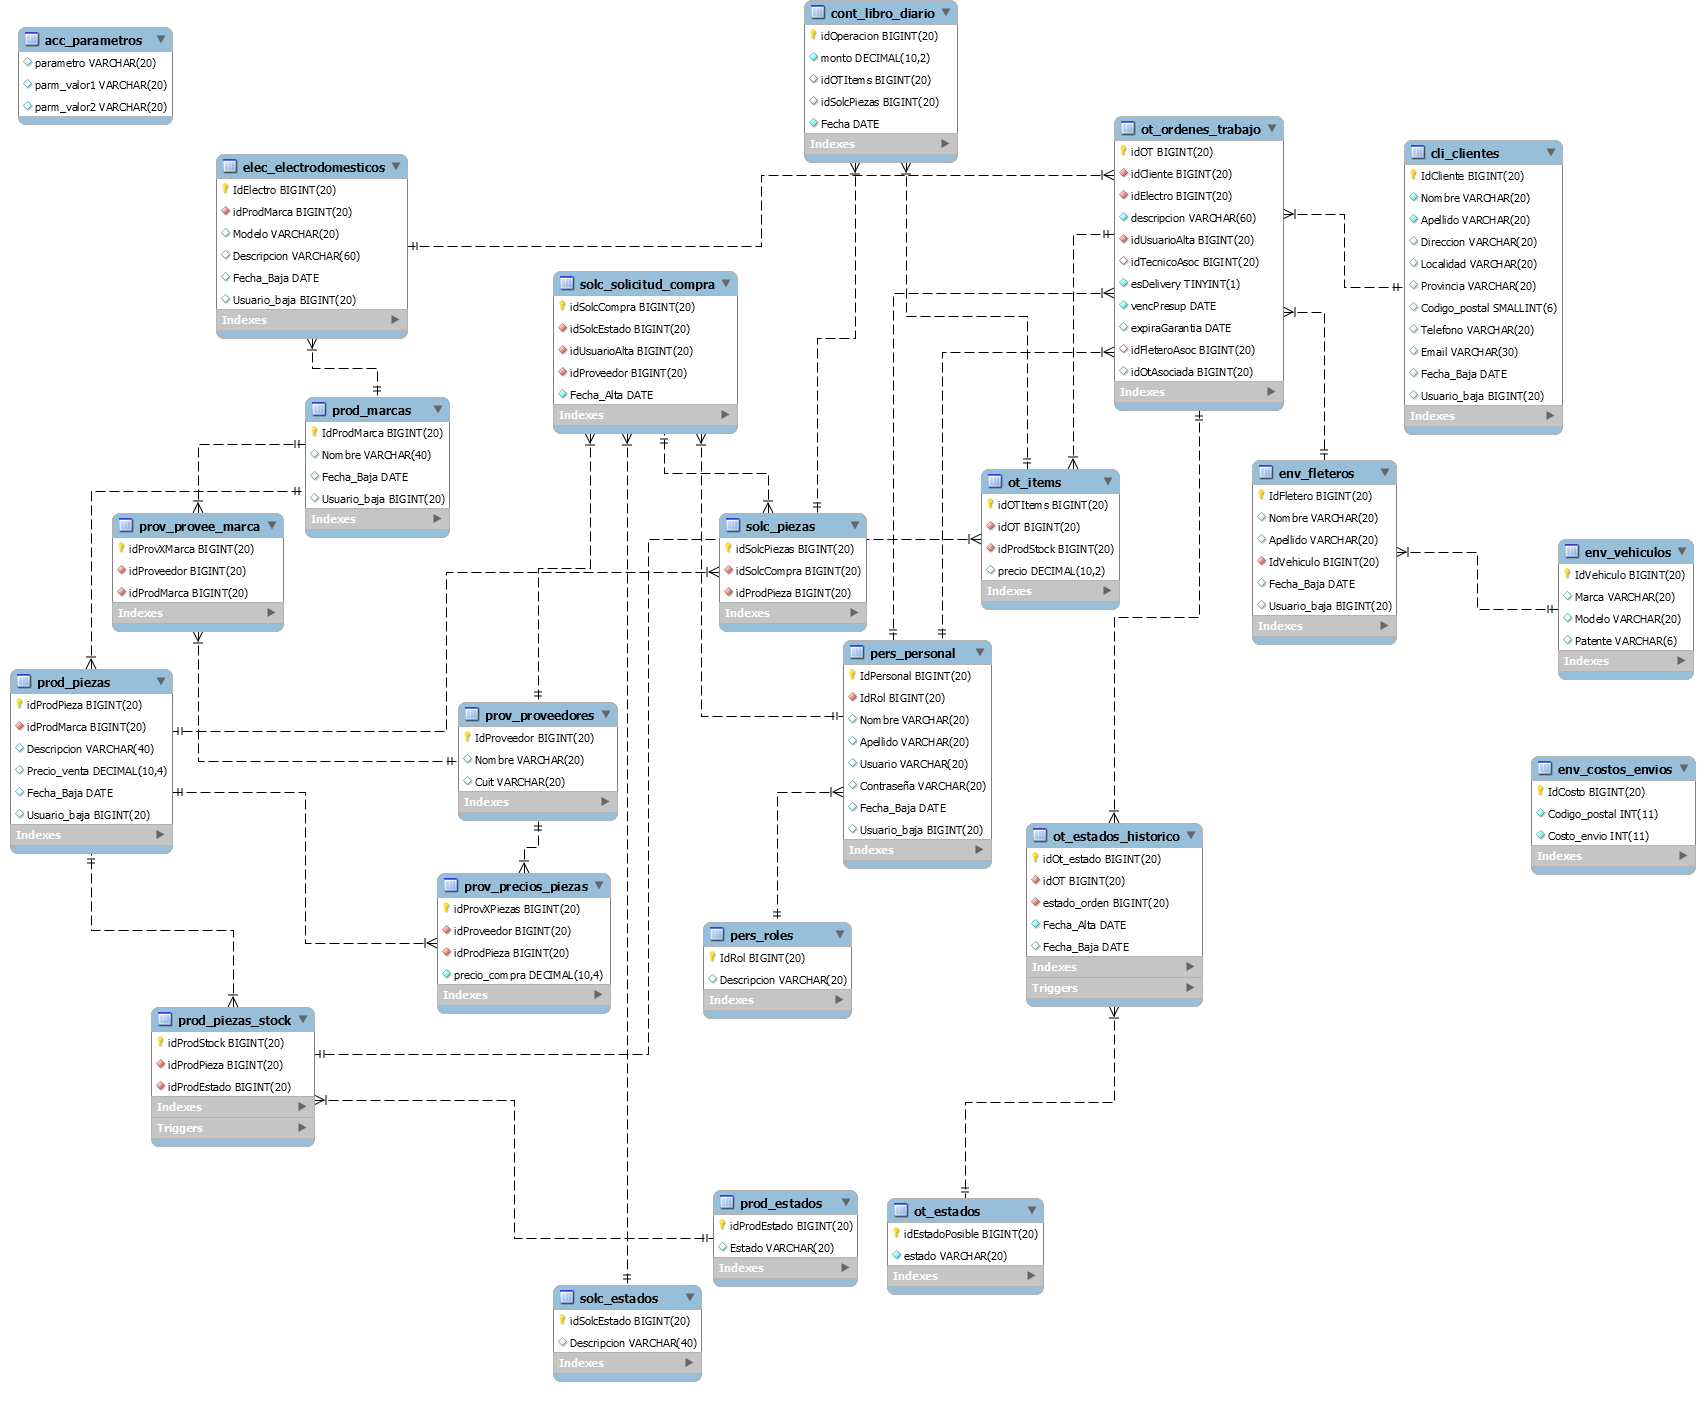 acc_parametros
parametro VARCHAR(20)
parm_valor1 VARCHAR(20)
parm_valor2 VARCHAR(20)
cont_libro_diario
idOperacion BIGINT(20)
monto DECIMAL(10,2)
idOTItems BIGINT(20)
idSolcPiezas BIGINT(20)
Fecha DATE
Indexes
elec_electrodomesticos
IdElectro BIGINT(20)
idProdMarca BIGINT(20)
Modelo VARCHAR(20)
Descripcion VARCHAR(60)
Fecha_Baja DATE
Usuario_baja BIGINT(20)
Indexes
ot_ordenes_trabajo
idOT BIGINT(20)
idCliente BIGINT(20)
idElectro BIGINT(20)
descripcion VARCHAR(60)
idUsuarioAlta BIGINT(20)
idTecnicoAsoc BIGINT(20)
esDelivery TINYINT(1)
vencPresup DATE
expiraGarantia DATE
idFleteroAsoc BIGINT(20)
idOtAsociada BIGINT(20)
Indexes
cli_clientes
IdCliente BIGINT(20)
Nombre VARCHAR(20)
Apellido VARCHAR(20)
Direccion VARCHAR(20)
Localidad VARCHAR(20)
Provincia VARCHAR(20)
Codigo_postal SMALLINT(6)
Telefono VARCHAR(20)
Email VARCHAR(30)
Fecha_Baja DATE
Usuario_baja BIGINT(20)
Indexes
solc_solicitud_compra
idSolcCompra BIGINT(20)
idSolcEstado BIGINT(20)
idUsuarioAlta BIGINT(20)
idProveedor BIGINT(20)
Fecha_Alta DATE
Indexes
prod_marcas
IdProdMarca BIGINT(20)
Nombre VARCHAR(40)
Fecha_Baja DATE
Usuario_baja BIGINT(20)
Indexes
prov_provee_marca
idProvXMarca BIGINT(20)
idProveedor BIGINT(20)
idProdMarca BIGINT(20)
Indexes
solc_piezas
idSolcPiezas BIGINT(20)
idSolcCompra BIGINT(20)
idProdPieza BIGINT(20)
Indexes
ot_items
idOTItems BIGINT(20)
idOT BIGINT(20)
idProdStock BIGINT(20)
precio DECIMAL(10,2)
Indexes
env_fleteros
IdFletero BIGINT(20)
Nombre VARCHAR(20)
Apellido VARCHAR(20)
IdVehiculo BIGINT(20)
Fecha_Baja DATE
Usuario_baja BIGINT(20)
Indexes
env_vehiculos
IdVehiculo BIGINT(20)
Marca VARCHAR(20)
Modelo VARCHAR(20)
Patente VARCHAR(6)
Indexes
prod_piezas
idProdPieza BIGINT(20)
idProdMarca BIGINT(20)
Descripcion VARCHAR(40)
Precio_venta DECIMAL(10,4)
Fecha_Baja DATE
Usuario_baja BIGINT(20)
Indexes
prov_proveedores
IdProveedor BIGINT(20)
Nombre VARCHAR(20)
Cuit VARCHAR(20)
Indexes
pers_personal
IdPersonal BIGINT(20)
IdRol BIGINT(20)
Nombre VARCHAR(20)
Apellido VARCHAR(20)
Usuario VARCHAR(20)
Contraseña VARCHAR(20)
Fecha_Baja DATE
Usuario_baja BIGINT(20)
Indexes
env_costos_envios
IdCosto BIGINT(20)
Codigo_postal INT(11)
Costo_envio INT(11)
Indexes
prov_precios_piezas
idProvXPiezas BIGINT(20)
idProveedor BIGINT(20)
idProdPieza BIGINT(20)
precio_compra DECIMAL(10,4)
Indexes
pers_roles
IdRol BIGINT(20)
Descripcion VARCHAR(20)
Indexes
ot_estados_historico
idOt_estado BIGINT(20)
idOT BIGINT(20)
estado_orden BIGINT(20)
Fecha_Alta DATE
Fecha_Baja DATE
Indexes
Triggers
prod_piezas_stock
idProdStock BIGINT(20)
idProdPieza BIGINT(20)
idProdEstado BIGINT(20)
Indexes
Triggers
prod_estados
idProdEstado BIGINT(20)
Estado VARCHAR(20)
Indexes
ot_estados
idEstadoPosible BIGINT(20)
estado VARCHAR(20)
Indexes
solc_estados
idSolcEstado BIGINT(20)
Descripcion VARCHAR(40)
Indexes